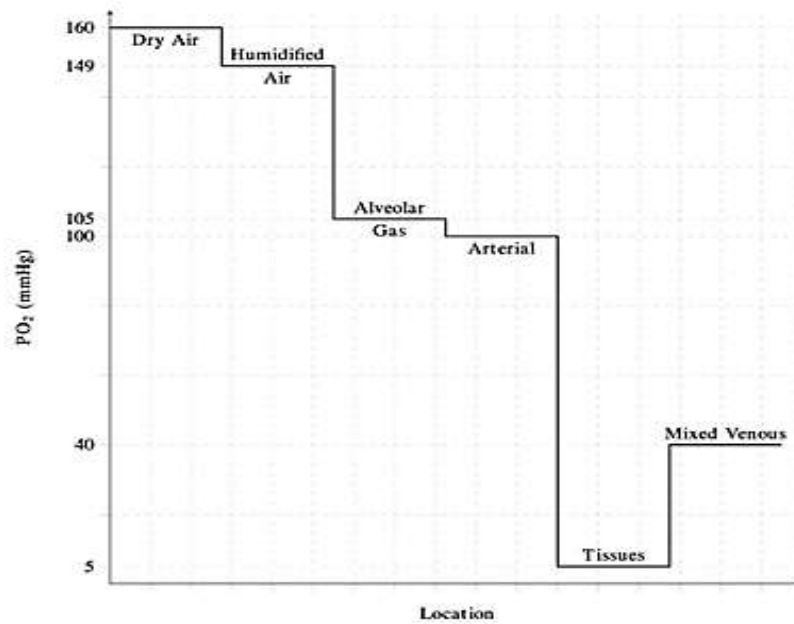 160
Dry Air
Humidified
149
Air
Alveolar
105
Gas
100
Arterial
PO₂ (mmHg)
Mixed Venous
40
Tissues
5
Location